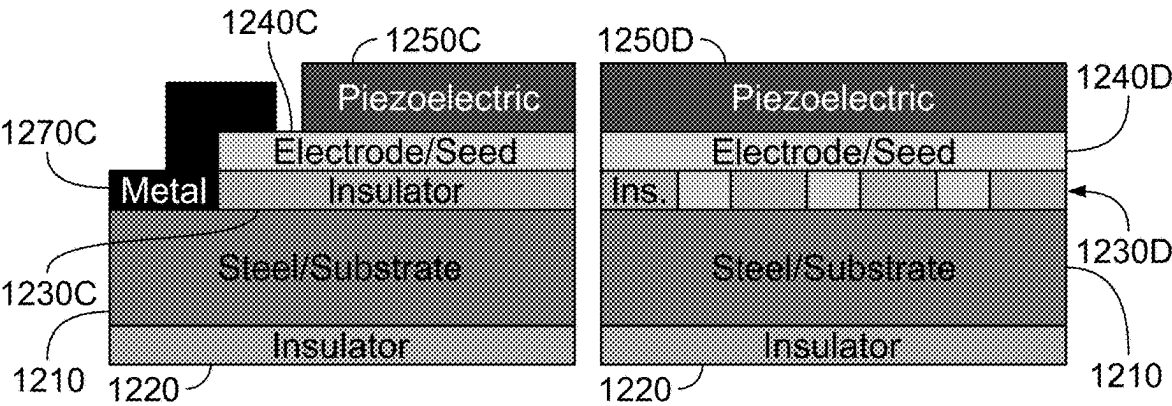 1240C
1250C
1250D
1240D
Piezoelectric
Piezoelectric
1270C
Electrode/Seed
Electrode/Seed
Metal
Insulator
Ins.
1230D
Steel/Substrate
Steel/Substrate
1230C
Insulator
Insulator
1210
1220
1220
1210